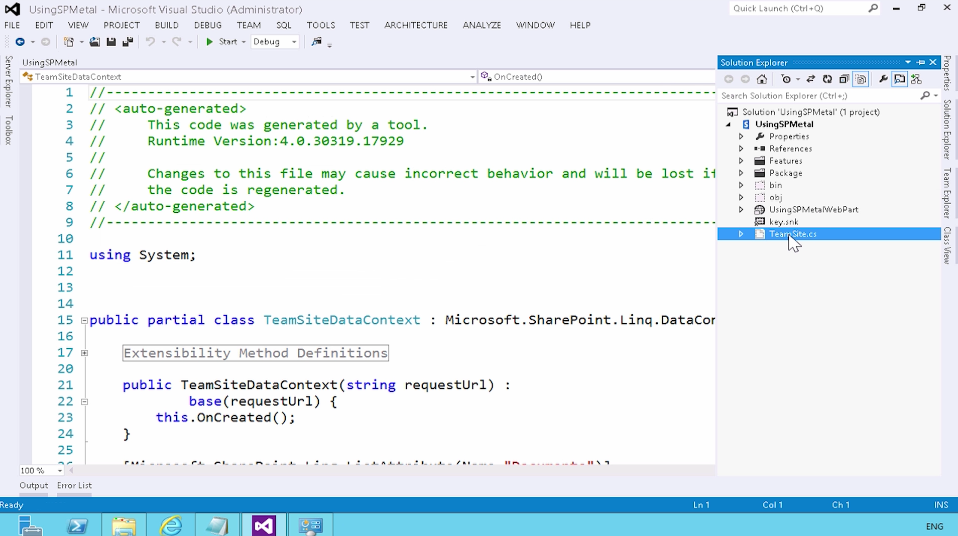 UsingSPMetal - Microsoft Visual Studio (Administrator)
Quick Launch (Ctrl+Q)
FILE EDIT VIEW PROJECT BUILD DEBUG TEAM SQL TOOLS TEST ARCHITECTURE ANALYZE WINDOW HELP
Start Debug
UsingSPMetal
TeamSiteDataContext
OnCreated()
1 //------------------------------------------------------------------------------
2 // <auto-generated>
3 // This code was generated by a tool.
4 // Runtime Version:4.0.30319.17929
5 //
6 // Changes to this file may cause incorrect behavior and will be lost if
7 // the code is regenerated.
8 // </auto-generated>
9 //------------------------------------------------------------------------------
10
11 using System;
12
13
14
15 public partial class TeamSiteDataContext : Microsoft.SharePoint.Linq.DataCon
16
17 Extensibility Method Definitions
20
21 public TeamSiteDataContext(string requestUrl) :
22 base(requestUrl) {
23 this.OnCreated();
24 }
25
26 [Microsoft.SharePoint.Linq.ListAttribute(Name="Documents")]
100 %
Output Error List
Ready
Ln 1 Col 1 Ch 1 INS
ENG
Server Explorer
Toolbox
Solution Explorer
Search Solution Explorer (Ctrl+;)
Solution 'UsingSPMetal' (1 project)
UsingSPMetal
Properties
References
Features
Package
bin
obj
UsingSPMetalWebPart
key.snk
TeamSite.cs
Properties
Solution Explorer
Team Explorer
Class View